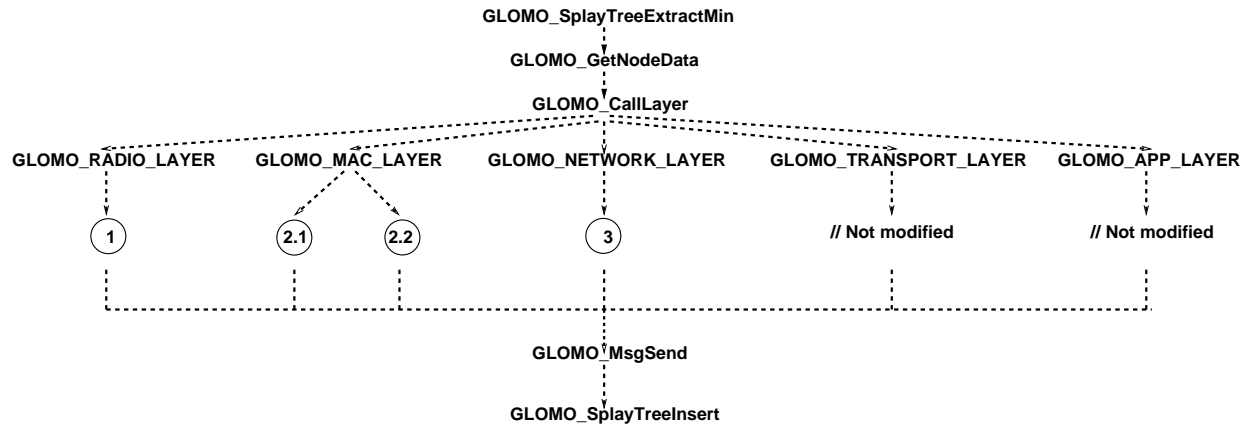 GLOMO_SplayTreeExtractMin
GLOMO_GetNodeData
GLOMO_CallLayer
GLOMO_RADIO_LAYER GLOMO_MAC_LAYER GLOMO_NETWORK_LAYER GLOMO_TRANSPORT_LAYER GLOMO_APP_LAYER
1 2.1 2.2 3 // Not modified // Not modified
GLOMO_MsgSend
GLOMO_SplayTreeInsert